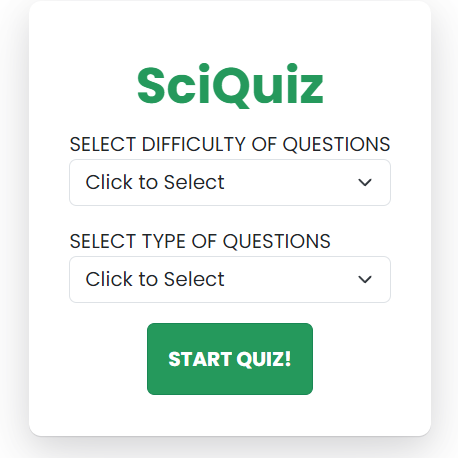 SciQuiz
SELECT DIFFICULTY OF QUESTIONS
Click to Select
SELECT TYPE OF QUESTIONS
Click to Select
START QUIZ!